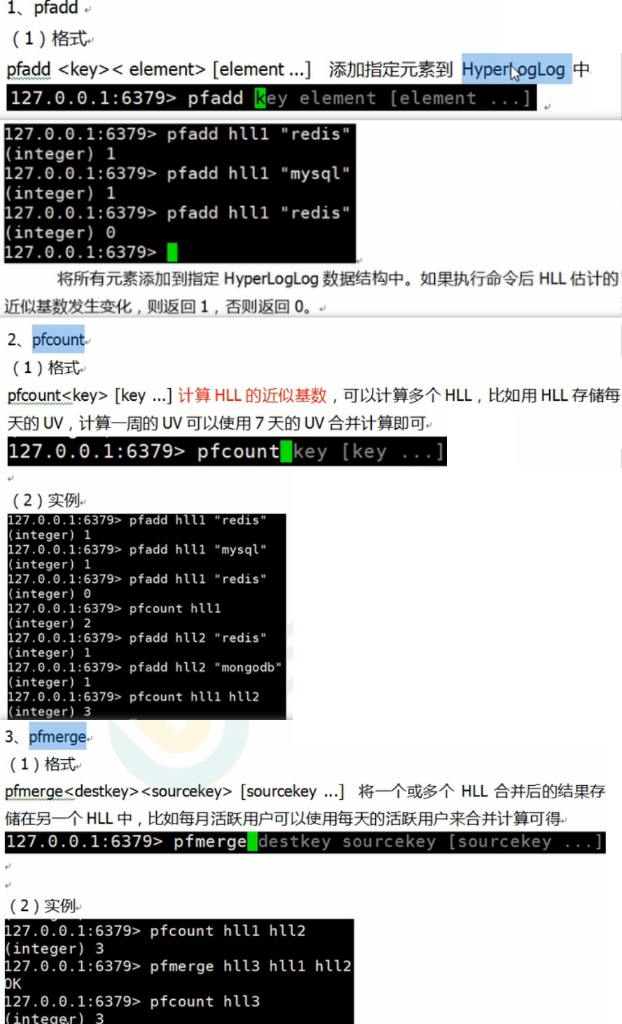 1、pfadd
（1）格式
pfadd <key>< element> [element ...]   添加指定元素到 HyperLogLog 中
127.0.0.1:6379> pfadd key element [element ...]
127.0.0.1:6379> pfadd hll1 "redis"
(integer) 1
127.0.0.1:6379> pfadd hll1 "mysql"
(integer) 1
127.0.0.1:6379> pfadd hll1 "redis"
(integer) 0
127.0.0.1:6379>
将所有元素添加到指定 HyperLogLog 数据结构中。如果执行命令后 HLL 估计的
近似基数发生变化，则返回 1，否则返回 0。
2、pfcount
（1）格式
pfcount<key> [key ...] 计算 HLL 的近似基数，可以计算多个 HLL，比如用 HLL 存储每
天的 UV，计算一周的 UV 可以使用 7 天的 UV 合并计算即可
127.0.0.1:6379> pfcount key [key ...]
（2）实例
127.0.0.1:6379> pfadd hll1 "redis"
(integer) 1
127.0.0.1:6379> pfadd hll1 "mysql"
(integer) 1
127.0.0.1:6379> pfadd hll1 "redis"
(integer) 0
127.0.0.1:6379> pfcount hll1
(integer) 2
127.0.0.1:6379> pfadd hll2 "redis"
(integer) 1
127.0.0.1:6379> pfadd hll2 "mongodb"
(integer) 1
127.0.0.1:6379> pfcount hll1 hll2
(integer) 3
3、pfmerge
（1）格式
pfmerge<destkey><sourcekey> [sourcekey ...]   将一个或多个 HLL 合并后的结果存
储在另一个 HLL 中，比如每月活跃用户可以使用每天的活跃用户来合并计算可得
127.0.0.1:6379> pfmerge destkey sourcekey [sourcekey ...]
（2）实例
127.0.0.1:6379> pfcount hll1 hll2
(integer) 3
127.0.0.1:6379> pfmerge hll3 hll1 hll2
OK
127.0.0.1:6379> pfcount hll3
(integer) 3